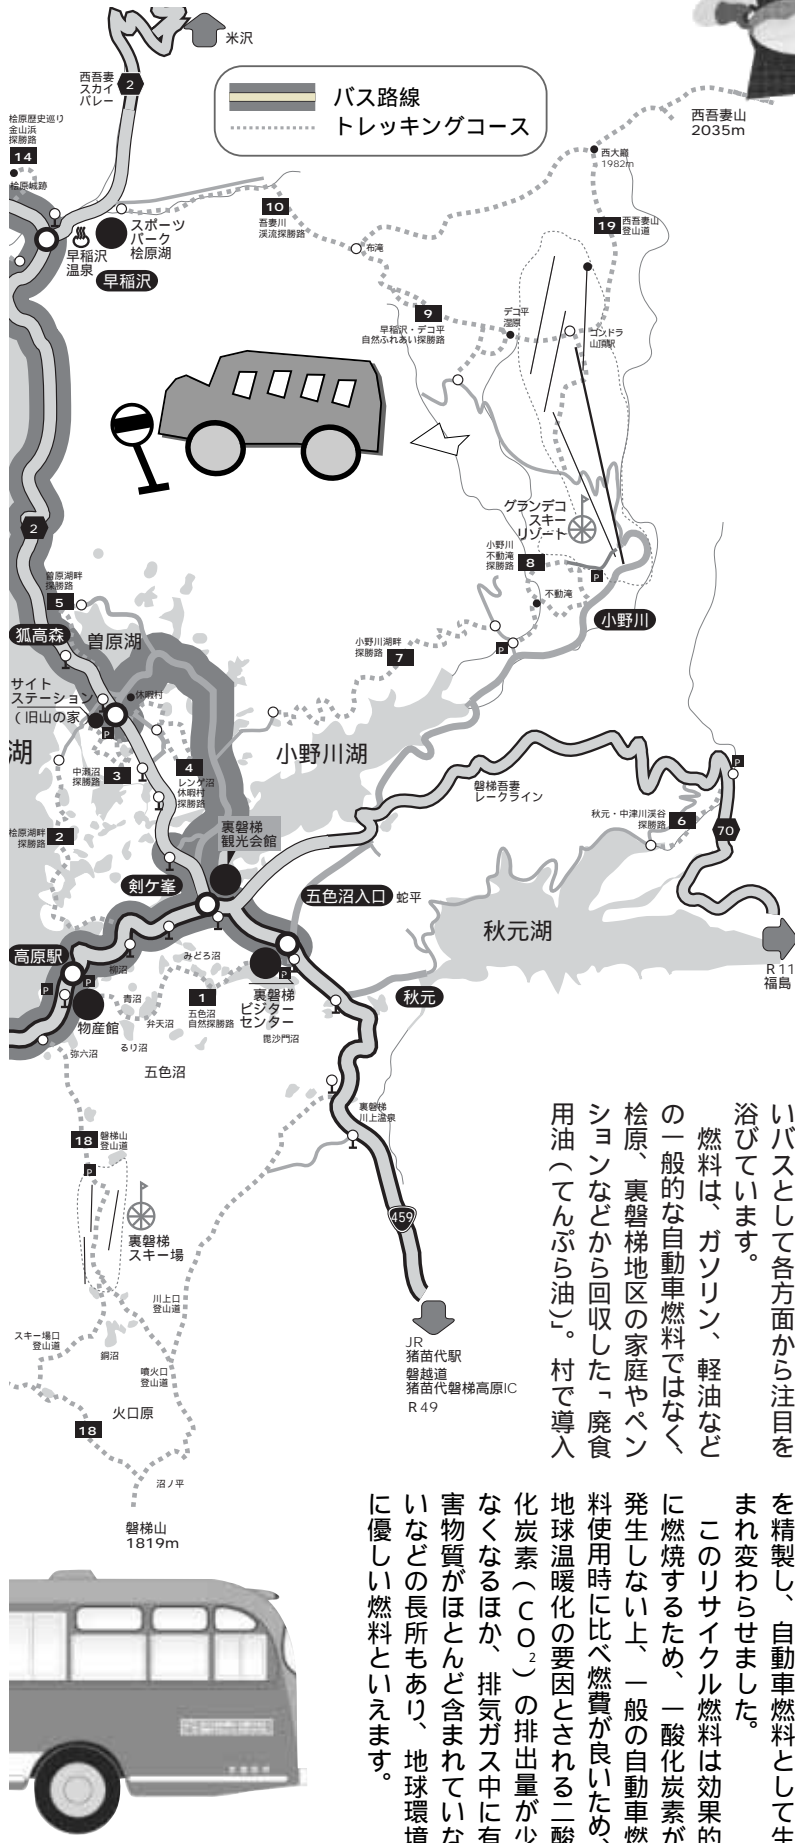 米沢
西吾妻
スカイ
バレー
2
バス路線
トレッキングコース
西吾妻山
2035m
桧原歴史巡り
金山浜
探勝路
14
桧原城跡
西大巓
1982m
10
吾妻川
渓流探勝路
19
西吾妻山
登山道
スポーツ
パーク
桧原湖
早稲沢
温泉
早稲沢
布滝
9
早稲沢・デコ平
自然ふれあい探勝路
デコ平
湿原
ゴンドラ
山頂駅
グランデコ
スキー
リゾート
2
小野川
不動滝
探勝路
8
P
不動滝
小野川
曽原湖畔
探勝路
5
狐高森
曽原湖
小野川湖畔
探勝路
7
P
サイト
ステーション
(旧山の家
休暇村
P
湖
小野川湖
中瀬沼
探勝路
3
4
レンゲ沼
休暇村
探勝路
磐梯吾妻
レークライン
P
秋元・中津川渓谷
探勝路
6
70
桧原湖畔
探勝路
2
裏磐梯
観光会館
剣ケ峯
五色沼入口
蛇平
秋元湖
R11
福島
高原駅
みどろ沼
柳沼
P
P
P
1
五色沼
自然探勝路
青沼
弁天沼
裏磐梯
ビジター
センター
秋元
物産館
るり沼
毘沙門沼
弥六沼
五色沼
裏磐梯
川上温泉
18
磐梯山
登山道
P
裏磐梯
スキー場
459
川上口
登山道
スキー場口
登山道
銅沼
噴火口
登山道
火口原
18
沼ノ平
磐梯山
1819m
JR
猪苗代駅
磐越道
猪苗代磐梯高原IC
R49
いバスとして各方面から注目を
浴びています。
燃料は、ガソリン、軽油など
の一般的な自動車燃料ではなく、
桧原、裏磐梯地区の家庭やペン
ションなどから回収した「廃食
用油(てんぷら油)」。村で導入
を精製し、自動車燃料として生
まれ変わらせました。
このリサイクル燃料は効果的
に燃焼するため、一酸化炭素が
発生しない上、一般の自動車燃
料使用時に比べ燃費が良いため、
地球温暖化の要因とされる二酸
化炭素(CO₂)の排出量が少
なくなるほか、排気ガス中に有
害物質がほとんど含まれていな
いなどの長所もあり、地球環境
に優しい燃料といえます。